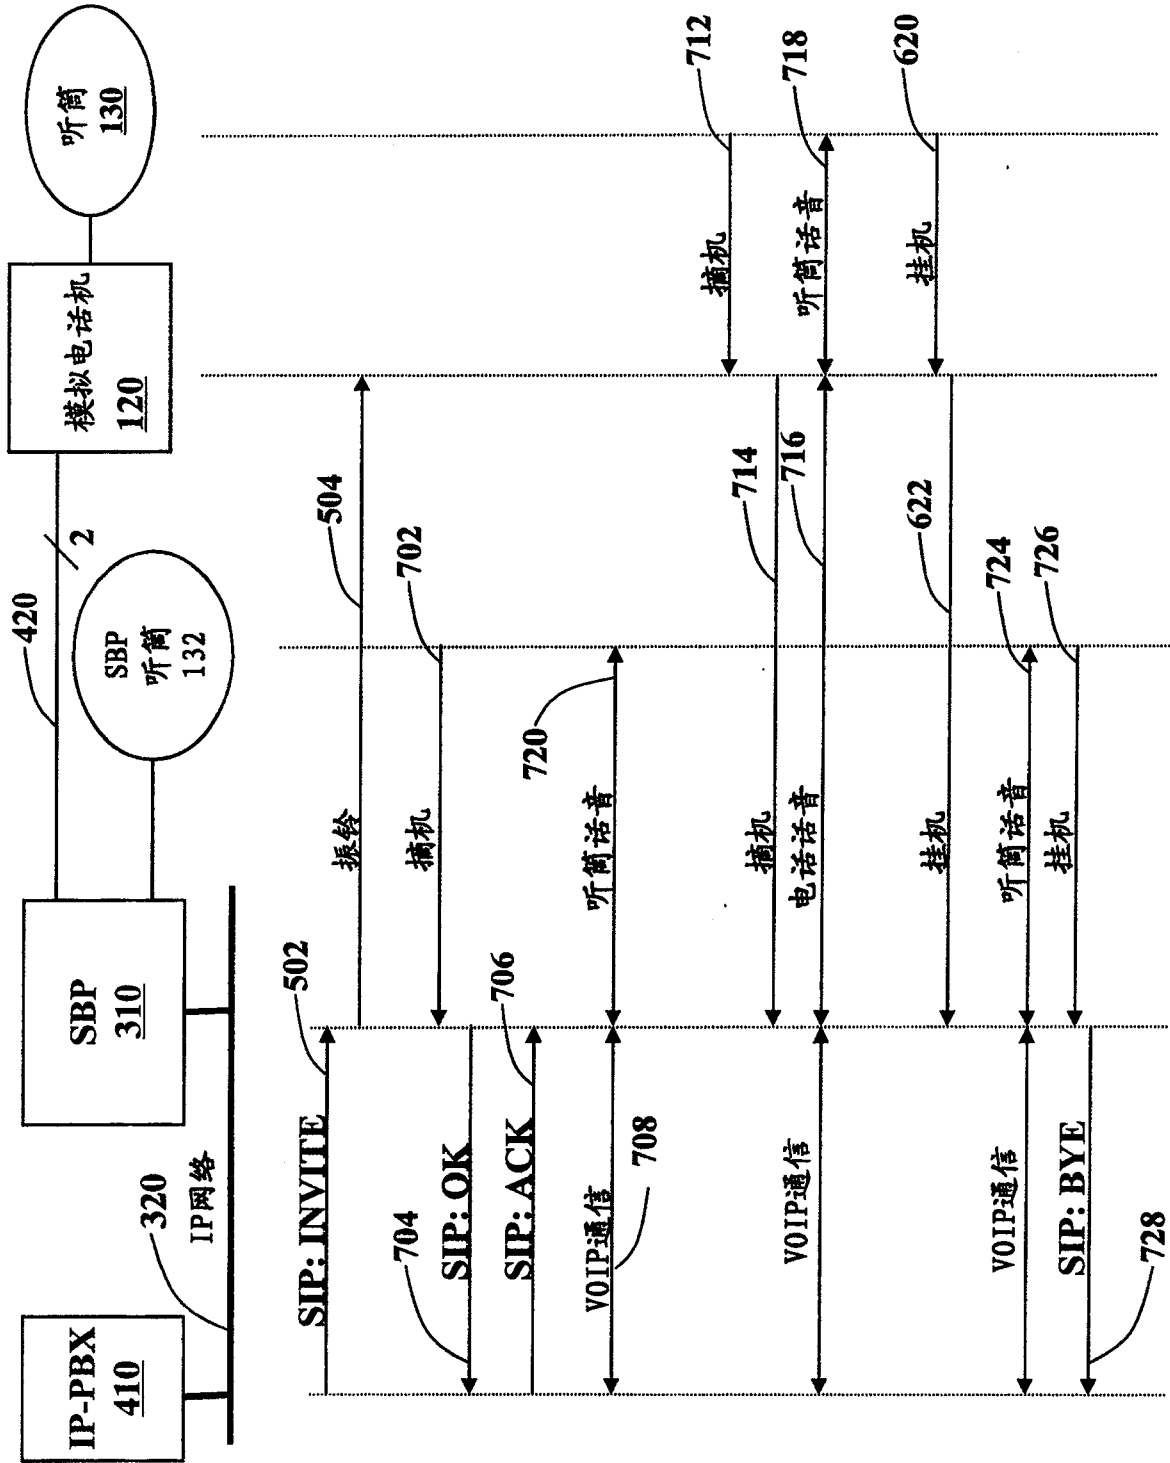 IP-PBX
410
320
IP网络
SBP
310
420
SBP
听筒
132
2
模拟电话机
120
听筒
130
SIP: INVITE
502
振铃
504
摘机
702
704
SIP: OK
SIP: ACK
706
VOIP通信
708
听筒话音
720
摘机
712
摘机
714
VOIP通信
电话话音
716
听筒话音
718
挂机
620
挂机
622
VOIP通信
听筒话音
724
挂机
726
SIP: BYE
728